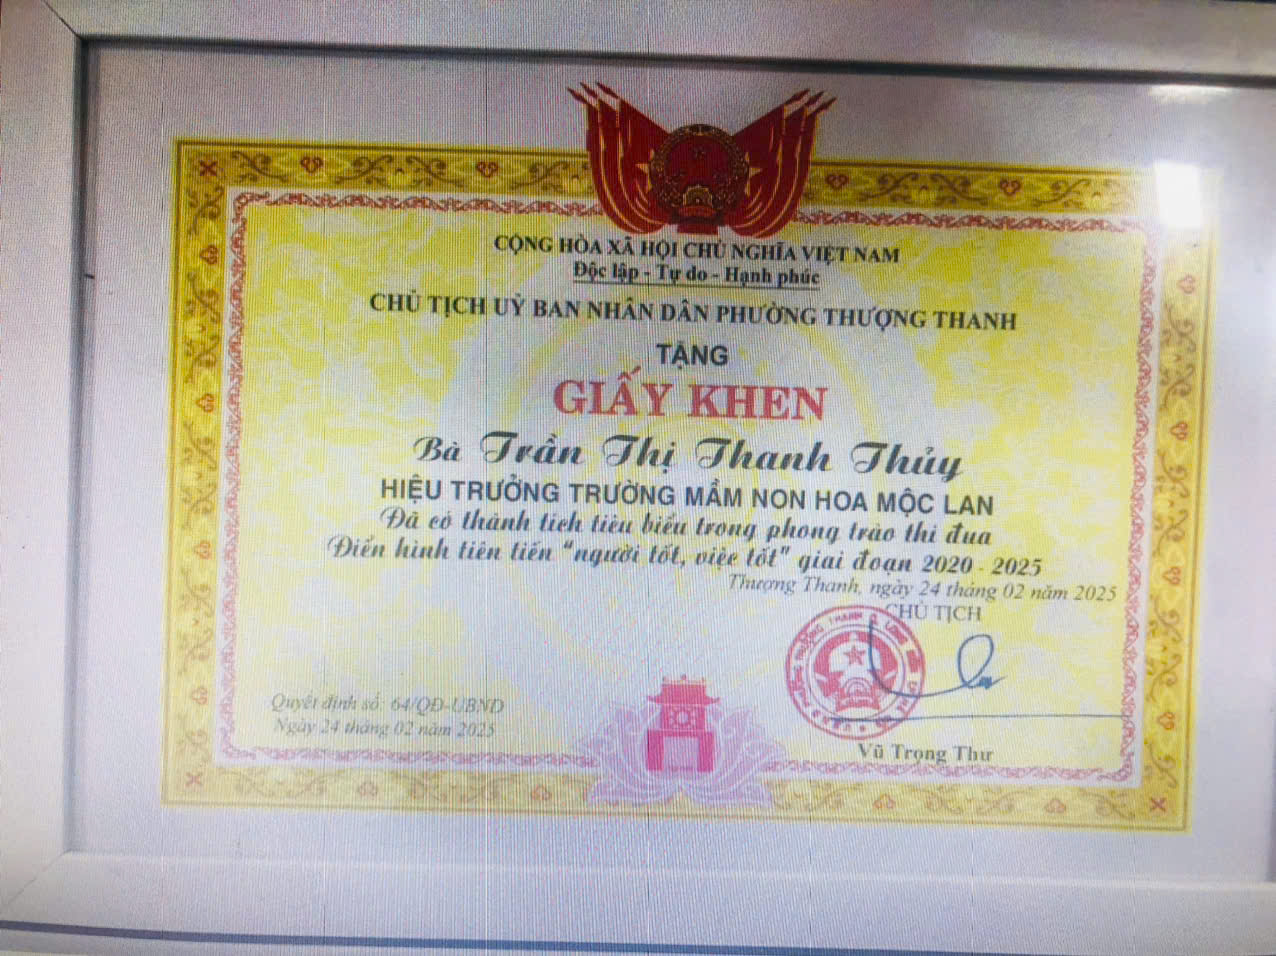 CỘNG HÒA XÃ HỘI CHỦ NGHĨA VIỆT NAM
Độc lập - Tự do - Hạnh phúc
CHỦ TỊCH UỶ BAN NHÂN DÂN PHƯỜNG THƯỢNG THANH
TẶNG
GIẤY KHEN
Bà Trần Thị Thanh Thủy
HIỆU TRƯỞNG TRƯỜNG MẦM NON HOA MỘC LAN
Đã có thành tích tiêu biểu trong phong trào thi đua
Điển hình tiên tiến "người tốt, việc tốt" giai đoạn 2020 - 2025
Thượng Thanh, ngày 24 tháng 02 năm 2025
CHỦ TỊCH
Quyết định số: 64/QĐ-UBND
Ngày 24 tháng 02 năm 2025
Vũ Trọng Thư